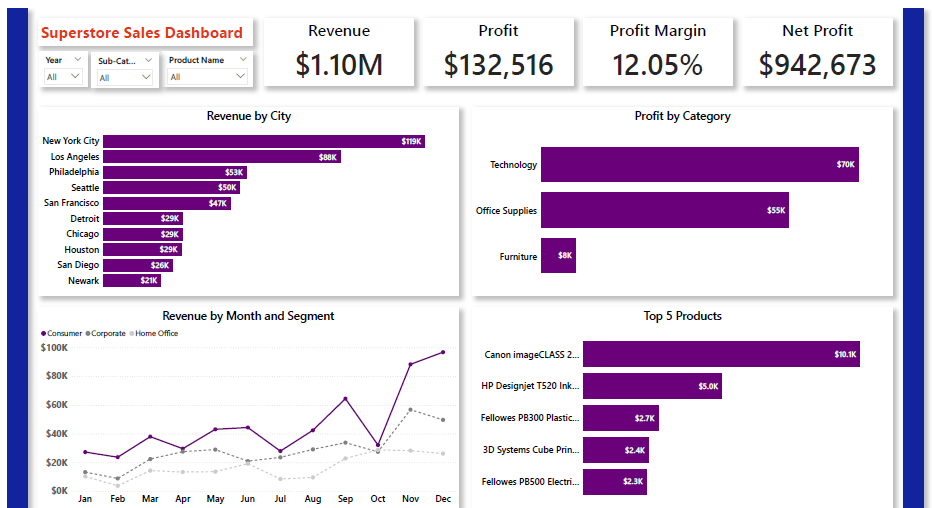 Superstore Sales Dashboard
Year
All
Sub-Cat...
All
Product Name
All
Revenue
$1.10M
Profit
$132,516
Profit Margin
12.05%
Net Profit
$942,673
Revenue by City
New York City $119K
Los Angeles $88K
Philadelphia $53K
Seattle $50K
San Francisco $47K
Detroit $29K
Chicago $29K
Houston $29K
San Diego $26K
Newark $21K
Profit by Category
Technology $70K
Office Supplies $55K
Furniture $8K
Revenue by Month and Segment
Consumer Corporate Home Office
$100K
$80K
$60K
$40K
$20K
$0K
Jan Feb Mar Apr May Jun Jul Aug Sep Oct Nov Dec
Top 5 Products
Canon imageCLASS 2... $10.1K
HP Designjet T520 Ink... $5.0K
Fellowes PB300 Plastic... $2.7K
3D Systems Cube Prin... $2.4K
Fellowes PB500 Electri... $2.3K